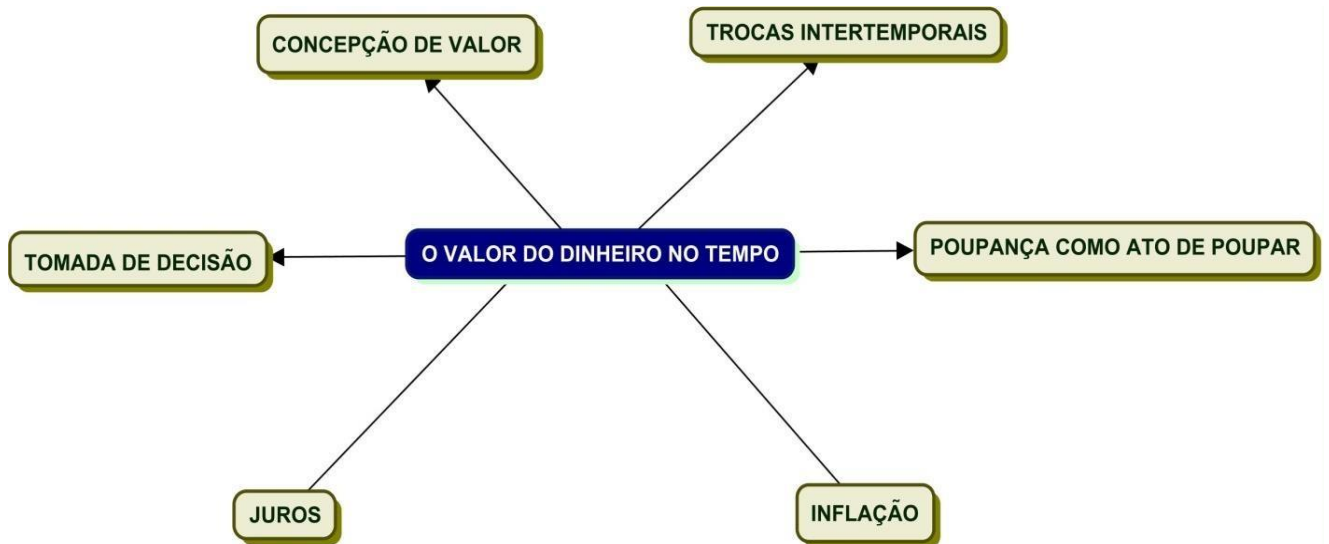 CONCEPÇÃO DE VALOR
TROCAS INTERTEMPORAIS
TOMADA DE DECISÃO
O VALOR DO DINHEIRO NO TEMPO
POUPANÇA COMO ATO DE POUPAR
JUROS
INFLAÇÃO